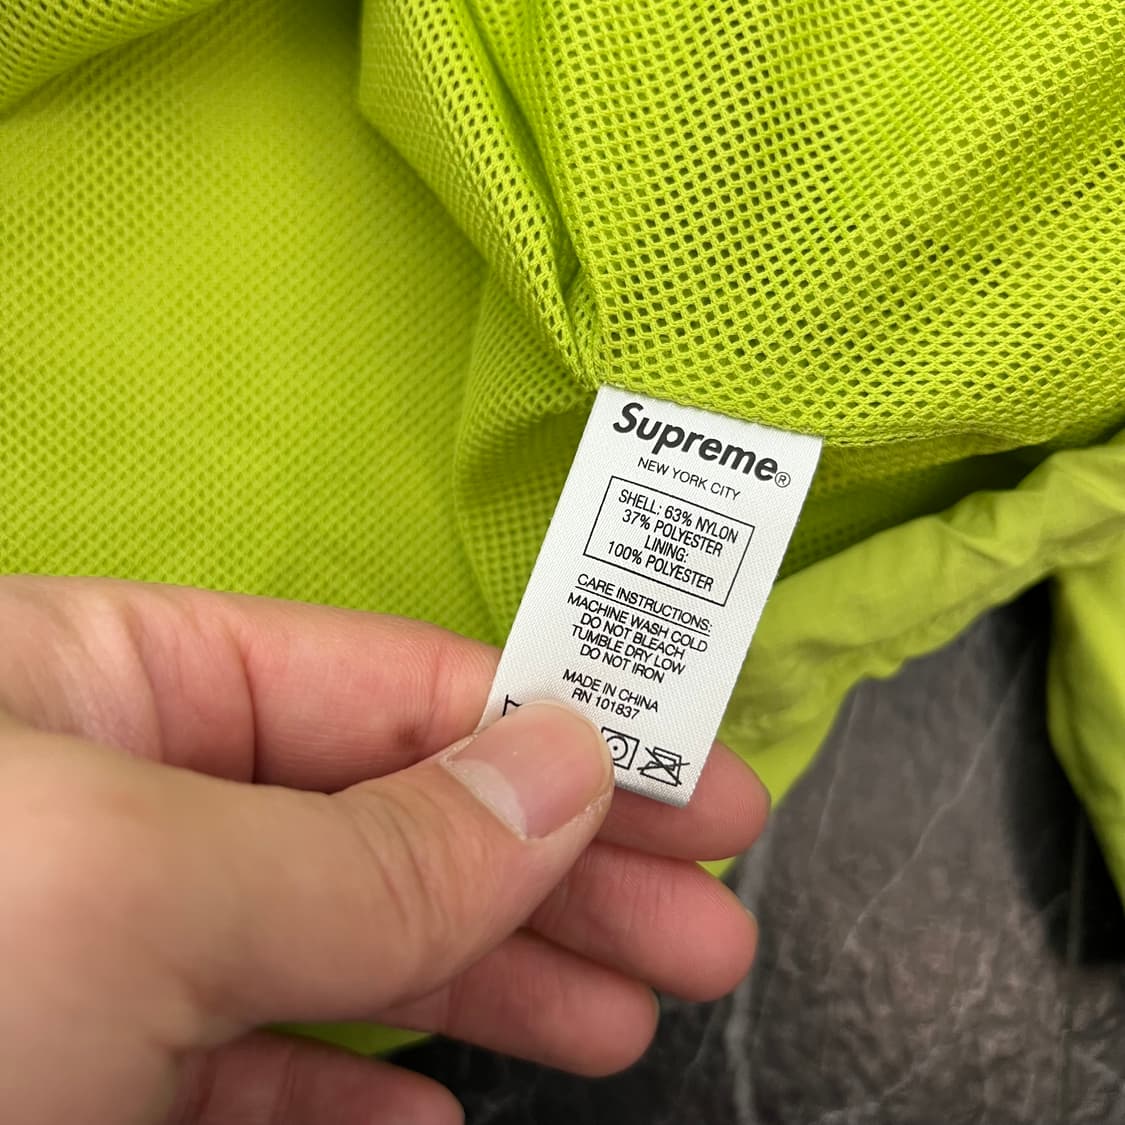 Supreme®
NEW YORK CITY
SHELL: 63% NYLON
37% POLYESTER
LINING:
100% POLYESTER
CARE INSTRUCTIONS:
MACHINE WASH COLD
DO NOT BLEACH
TUMBLE DRY LOW
DO NOT IRON
MADE IN CHINA
RN 101837